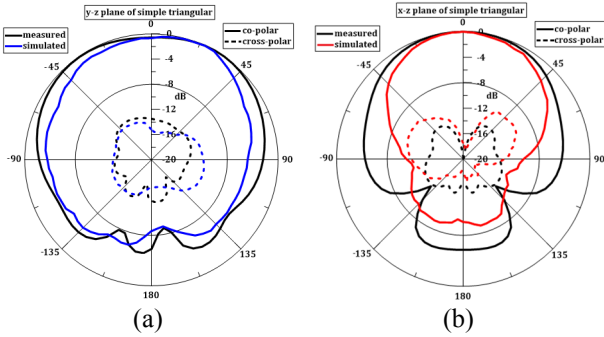 y-z plane of simple triangular
measured
simulated
co-polar
cross-polar
0
-4
-8
dB
-12
-16
-20
-45
45
-90
90
-135
135
180
(a)
x-z plane of simple triangular
measured
simulated
co-polar
cross-polar
0
-4
-8
dB
-12
-16
-20
-45
45
-90
90
-135
135
180
(b)